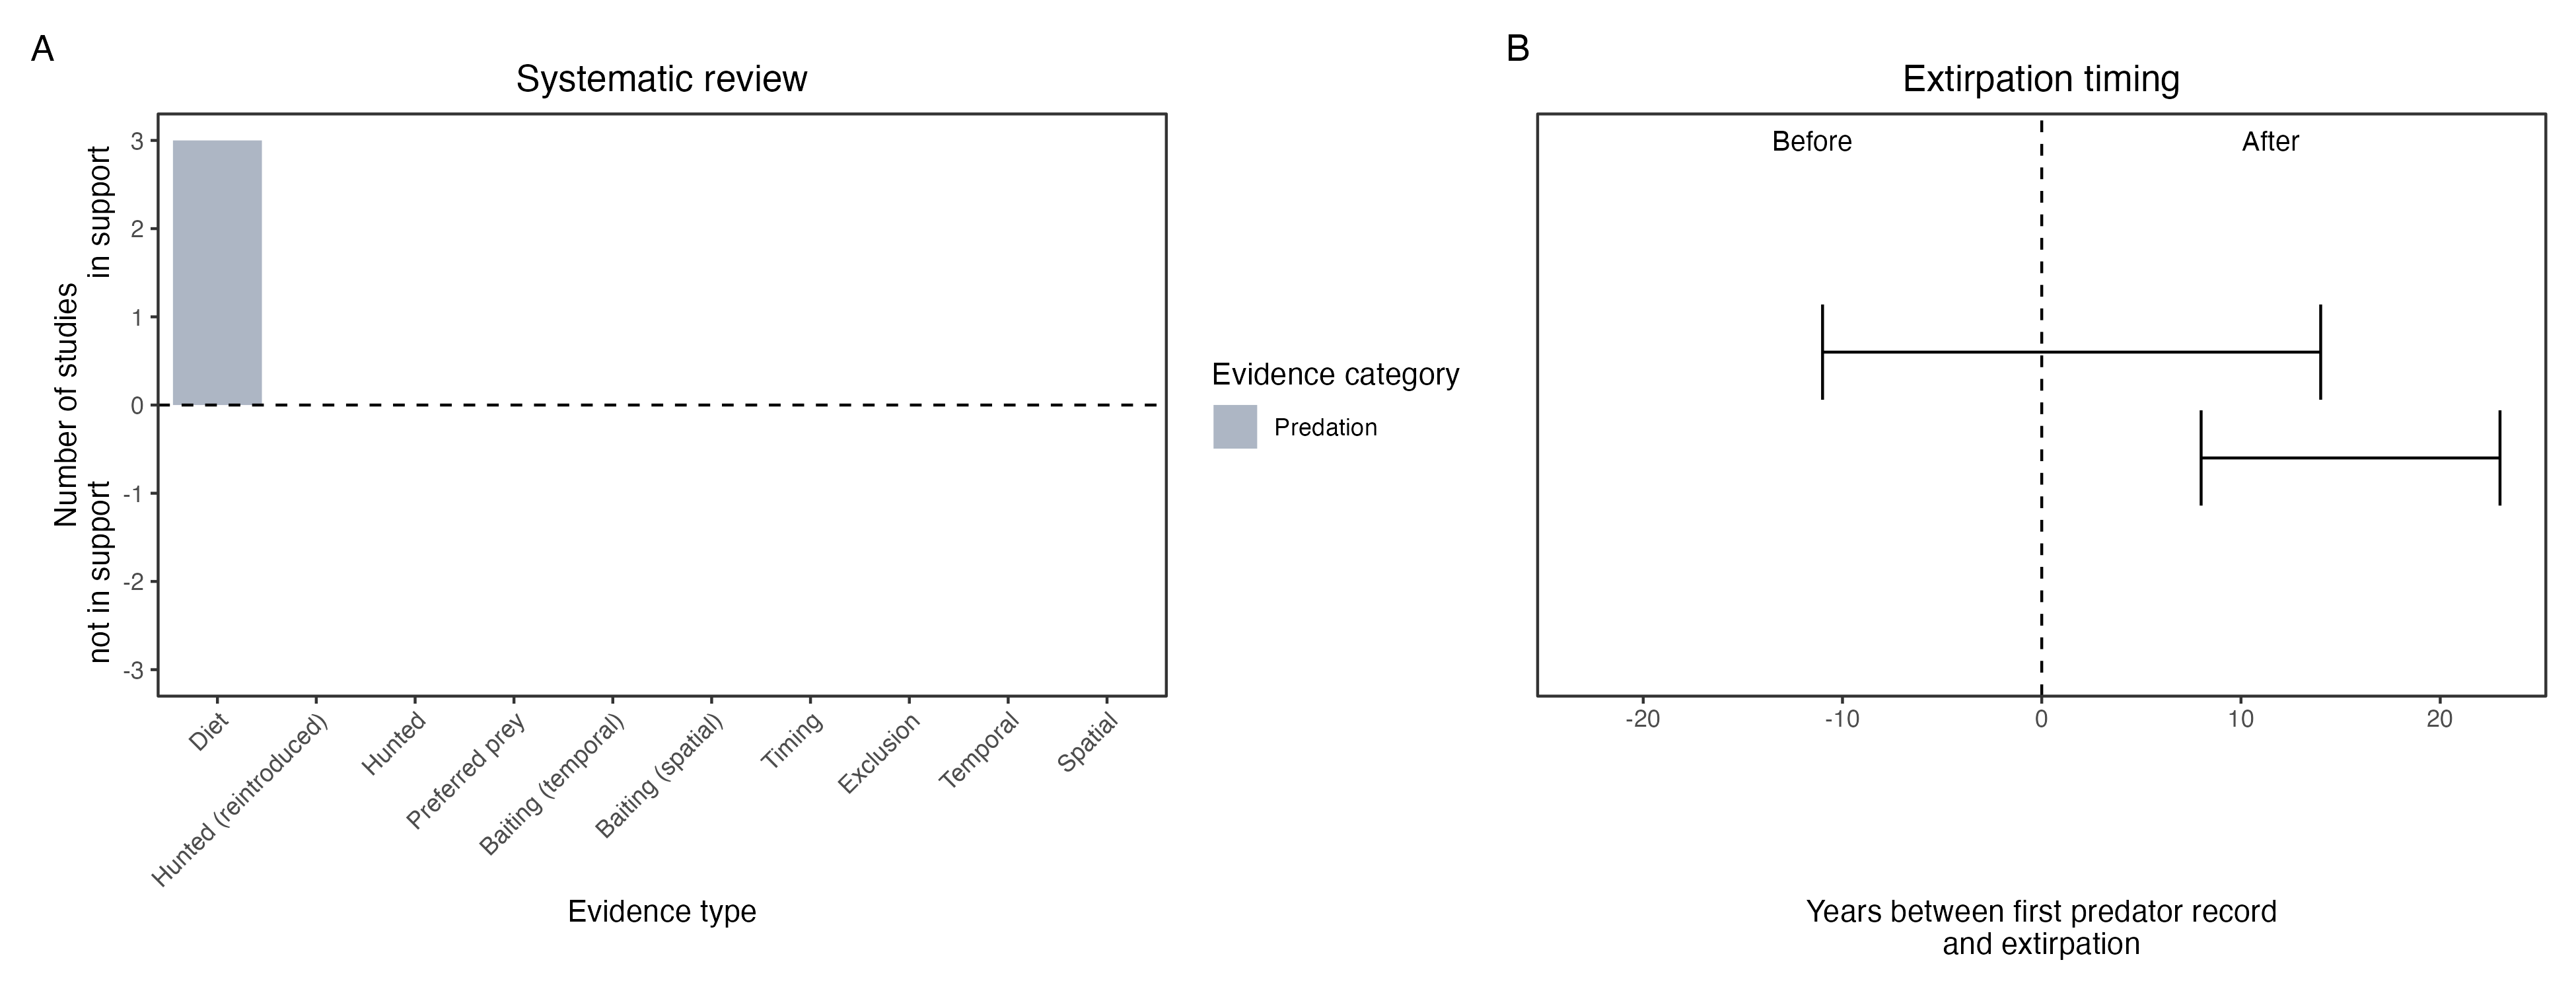 A
Systematic review
Number of studies
in support
not in support
3
2
1
0
-1
-2
-3
Diet
Hunted (reintroduced)
Hunted
Preferred prey
Baiting (temporal)
Baiting (spatial)
Timing
Exclusion
Temporal
Spatial
Evidence type
Evidence category
Predation
B
Extirpation timing
Before
After
-20
-10
0
10
20
Years between first predator record
and extirpation